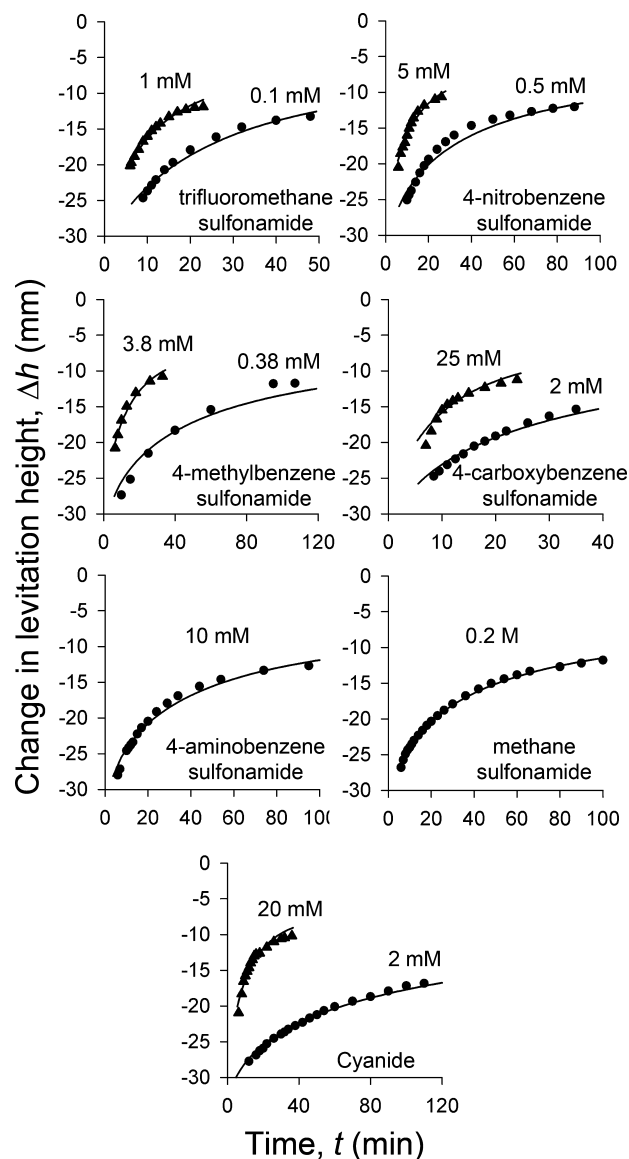 Change in levitation height, Δh (mm)
0
-5
-10
-15
-20
-25
-30
1 mM
0.1 mM
trifluoromethane
sulfonamide
0 10 20 30 40 50
0
-5
-10
-15
-20
-25
-30
5 mM
0.5 mM
4-nitrobenzene
sulfonamide
0 20 40 60 80 100
0
-5
-10
-15
-20
-25
-30
3.8 mM
0.38 mM
4-methylbenzene
sulfonamide
0 40 80 120
0
-5
-10
-15
-20
-25
-30
25 mM
2 mM
4-carboxybenzene
sulfonamide
0 10 20 30 40
0
-5
-10
-15
-20
-25
-30
10 mM
4-aminobenzene
sulfonamide
0 20 40 60 80 100
0
-5
-10
-15
-20
-25
-30
0.2 M
methane
sulfonamide
0 20 40 60 80 100
0
-5
-10
-15
-20
-25
-30
20 mM
2 mM
Cyanide
0 40 80 120
Time, t (min)